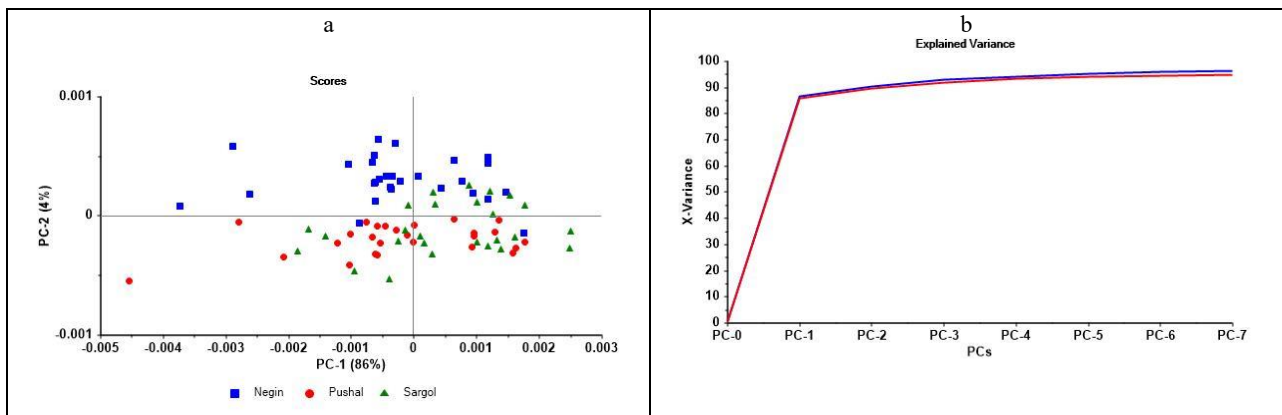 a
Scores
0.001
0
-0.001
PC-2 (4%)
-0.005 -0.004 -0.003 -0.002 -0.001 0 0.001 0.002 0.003
PC-1 (86%)
Negin Pushal Sargol
b
Explained Variance
100
90
80
70
60
50
40
30
20
10
0
X-Variance
PC-0 PC-1 PC-2 PC-3 PC-4 PC-5 PC-6 PC-7
PCs